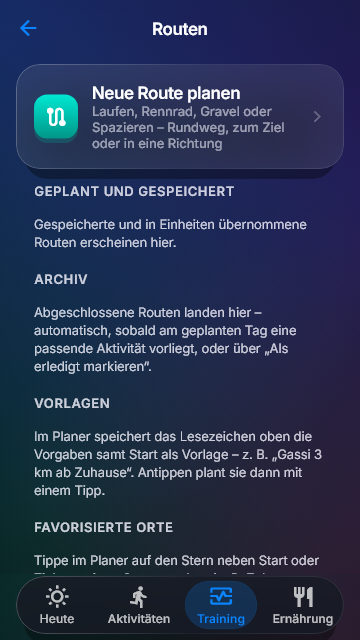 Routen
Neue Route planen
Laufen, Rennrad, Gravel oder
Spazieren – Rundweg, zum Ziel
oder in eine Richtung
GEPLANT UND GESPEICHERT
Gespeicherte und in Einheiten übernommene
Routen erscheinen hier.
ARCHIV
Abgeschlossene Routen landen hier –
automatisch, sobald am geplanten Tag eine
passende Aktivität vorliegt, oder über „Als
erledigt markieren“.
VORLAGEN
Im Planer speichert das Lesezeichen oben die
Vorgaben samt Start als Vorlage – z. B. „Gassi 3
km ab Zuhause“. Antippen plant sie dann mit
einem Tipp.
FAVORISIERTE ORTE
Tippe im Planer auf den Stern neben Start oder
Heute
Aktivitäten
Training
Ernährung